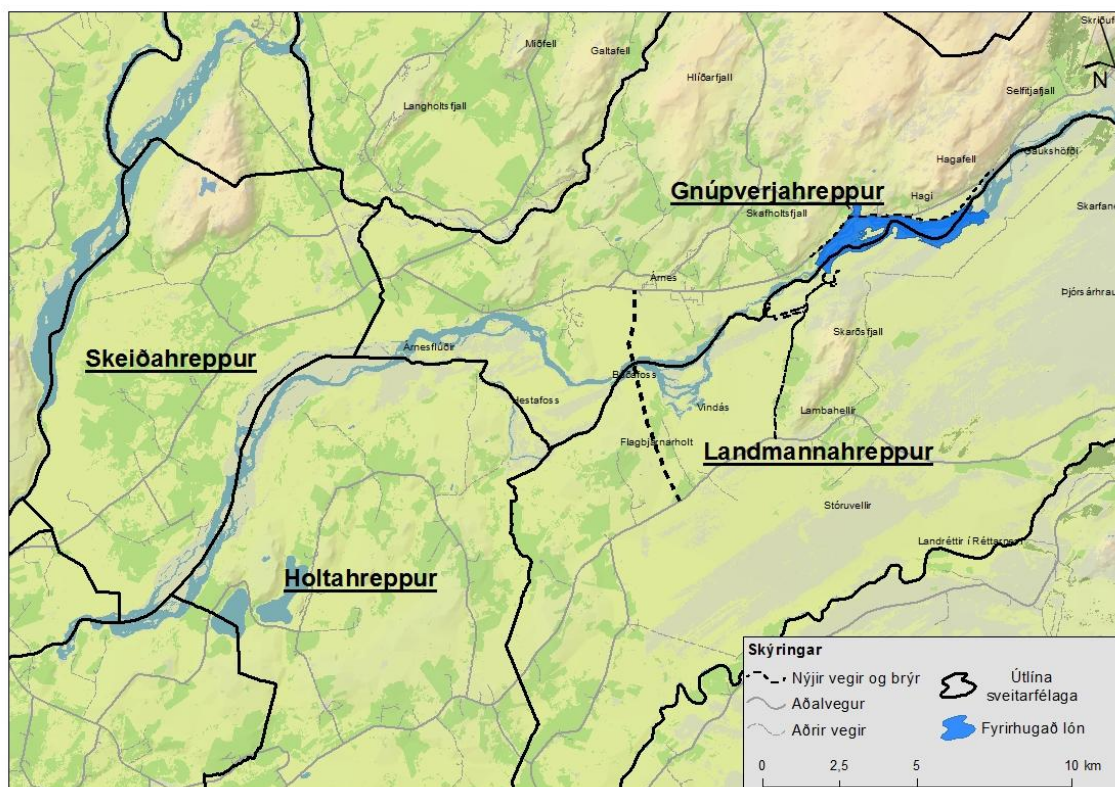 Skriðuf
Miðfell
Galtafell
N
Hlíðarfjall
Selfitjafjall
Langholtsfjall
Gaukshöfði
Hagafell
Gnúpverjahreppur
Hagi
Skarfan
Skafholtsfjall
Árnes
Þjórsárhrau
Skarðsfjall
Árnesflúðir
Skeiðahreppur
Búðafoss
Hestafoss
Vindás
Lambahellir
Flagbjarnarholt
Landmannahreppur
Stóruvellir
Landréttir í Réttarnesi
Holtahreppur
Skýringar
Nýjir vegir og brýr
Aðalvegur
Aðrir vegir
Útlína
sveitarfélaga
Fyrirhugað lón
0 2,5 5 10 km